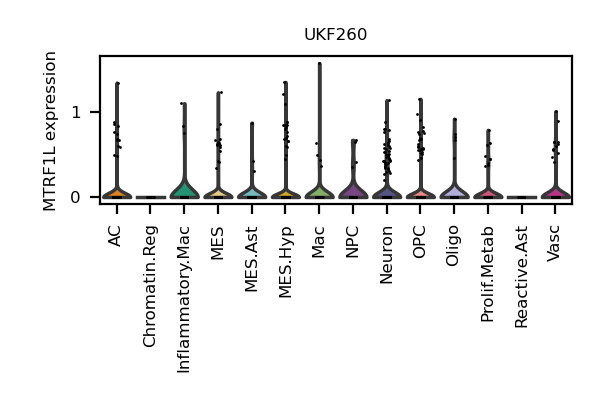 UKF260
MTRF1L expression
1
0
AC
Chromatin.Reg
Inflammatory.Mac
MES
MES.Ast
MES.Hyp
Mac
NPC
Neuron
OPC
Oligo
Prolif.Metab
Reactive.Ast
Vasc